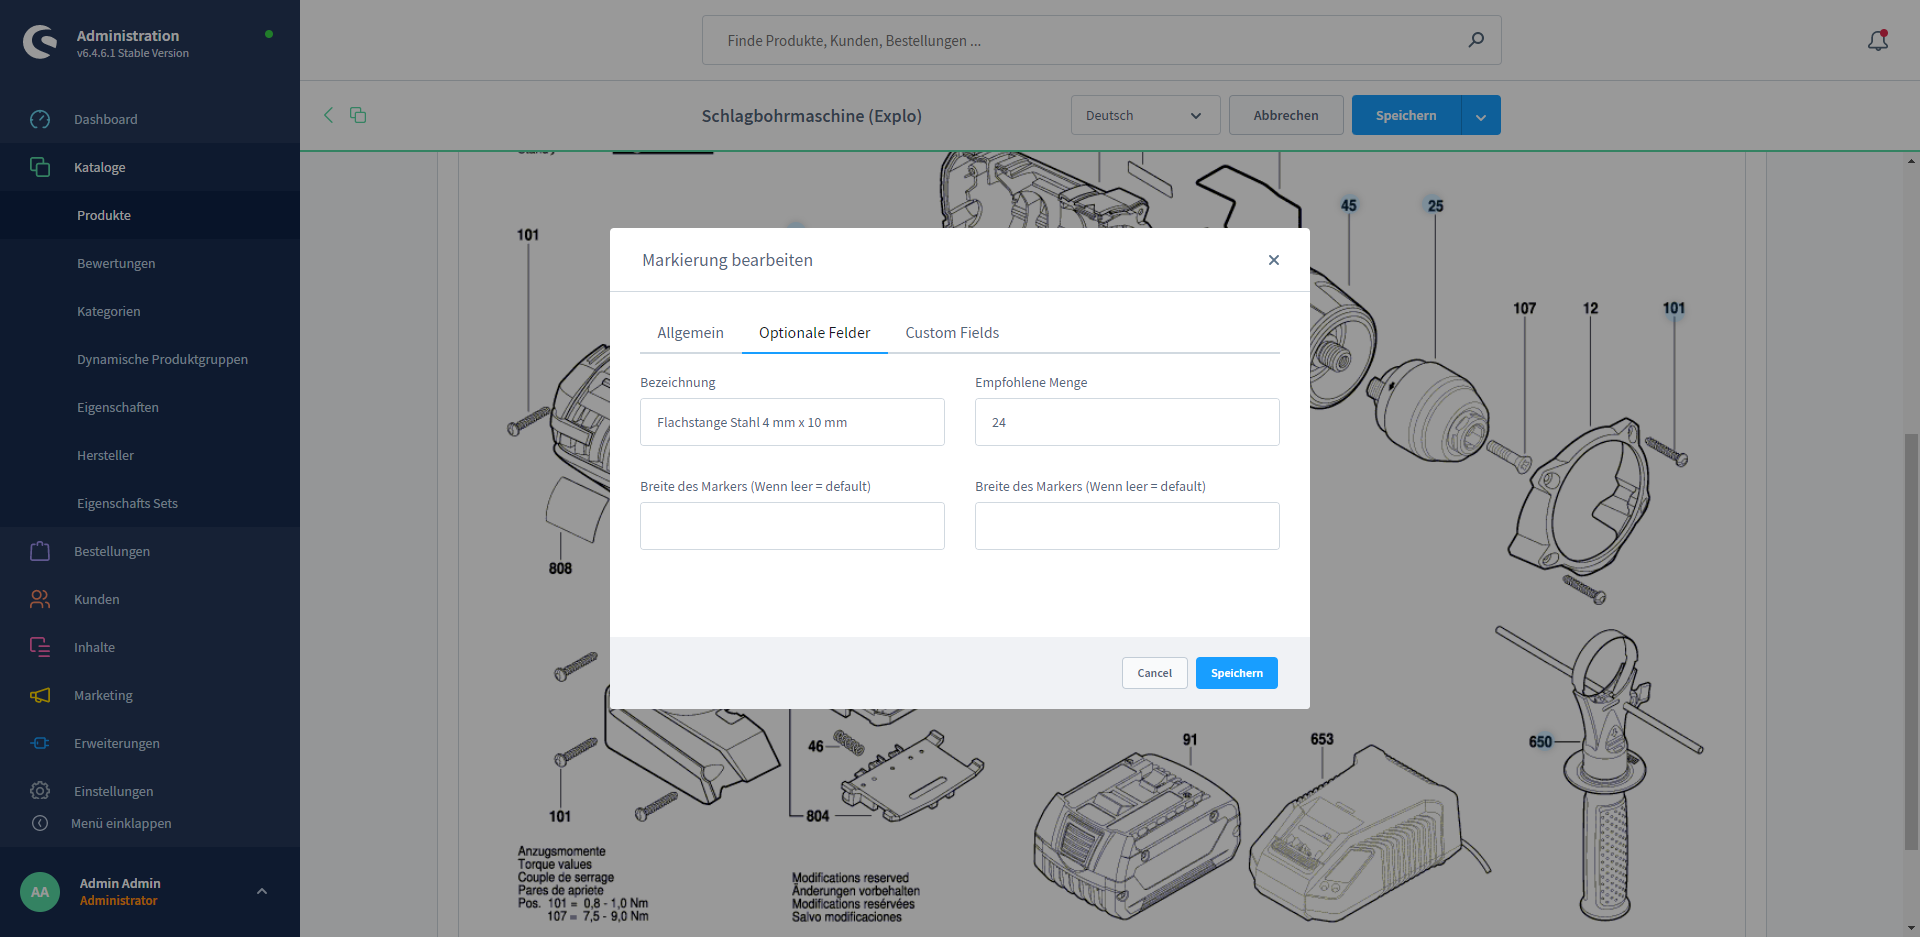 Administration
v6.4.6.1 Stable Version
Finde Produkte, Kunden, Bestellungen ...
Schlagbohrmaschine (Explo)
Deutsch
Abbrechen
Speichern
Dashboard
Kataloge
Produkte
Bewertungen
Kategorien
Dynamische Produktgruppen
Eigenschaften
Hersteller
Eigenschafts Sets
Bestellungen
Kunden
Inhalte
Marketing
Erweiterungen
Einstellungen
Menü einklappen
AA
Admin Admin
Administrator
101
45
25
107
12
101
808
Markierung bearbeiten
Allgemein
Optionale Felder
Custom Fields
Bezeichnung
Empfohlene Menge
Flachstange Stahl 4 mm x 10 mm
24
Breite des Markers (Wenn leer = default)
Breite des Markers (Wenn leer = default)
Cancel
Speichern
46
91
653
650
101
804
Anzugsmomente
Torque values
Couple de serrage
Pares de apriete
Pos. 101 = 0,8 - 1,0 Nm
107 = 7,5 - 9,0 Nm
Modifications reserved
Änderungen vorbehalten
Modifications resérvées
Salvo modificaciones